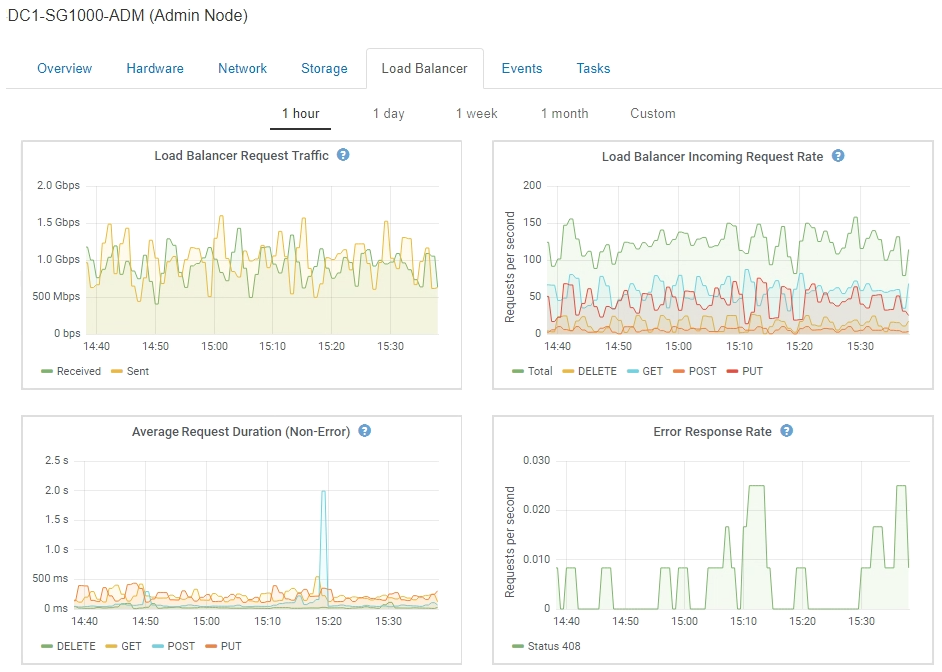 DC1-SG1000-ADM (Admin Node)
Overview Hardware Network Storage Load Balancer Events Tasks
1 hour 1 day 1 week 1 month Custom
Load Balancer Request Traffic ?
2.0 Gbps
1.5 Gbps
1.0 Gbps
500 Mbps
0 bps
14:40 14:50 15:00 15:10 15:20 15:30
Received Sent
Load Balancer Incoming Request Rate ?
Requests per second
200
150
100
50
0
14:40 14:50 15:00 15:10 15:20 15:30
Total DELETE GET POST PUT
Average Request Duration (Non-Error) ?
2.5 s
2.0 s
1.5 s
1.0 s
500 ms
0 ms
14:40 14:50 15:00 15:10 15:20 15:30
DELETE GET POST PUT
Error Response Rate ?
Requests per second
0.030
0.020
0.010
0
14:40 14:50 15:00 15:10 15:20 15:30
Status 408